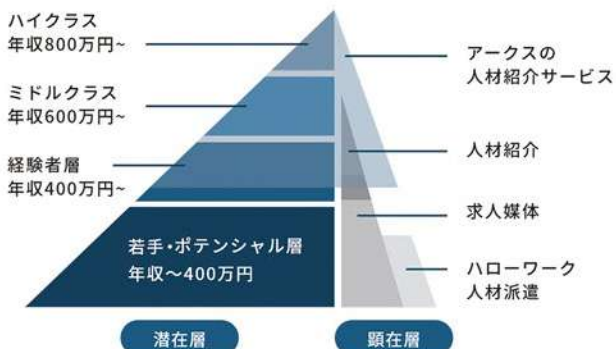 ハイクラス
年収800万円~
ミドルクラス
年収600万円~
経験者層
年収400万円~
若手・ポテンシャル層
年収〜400万円
潜在層
アークスの
人材紹介サービス
人材紹介
求人媒体
ハローワーク
人材派遣
顕在層